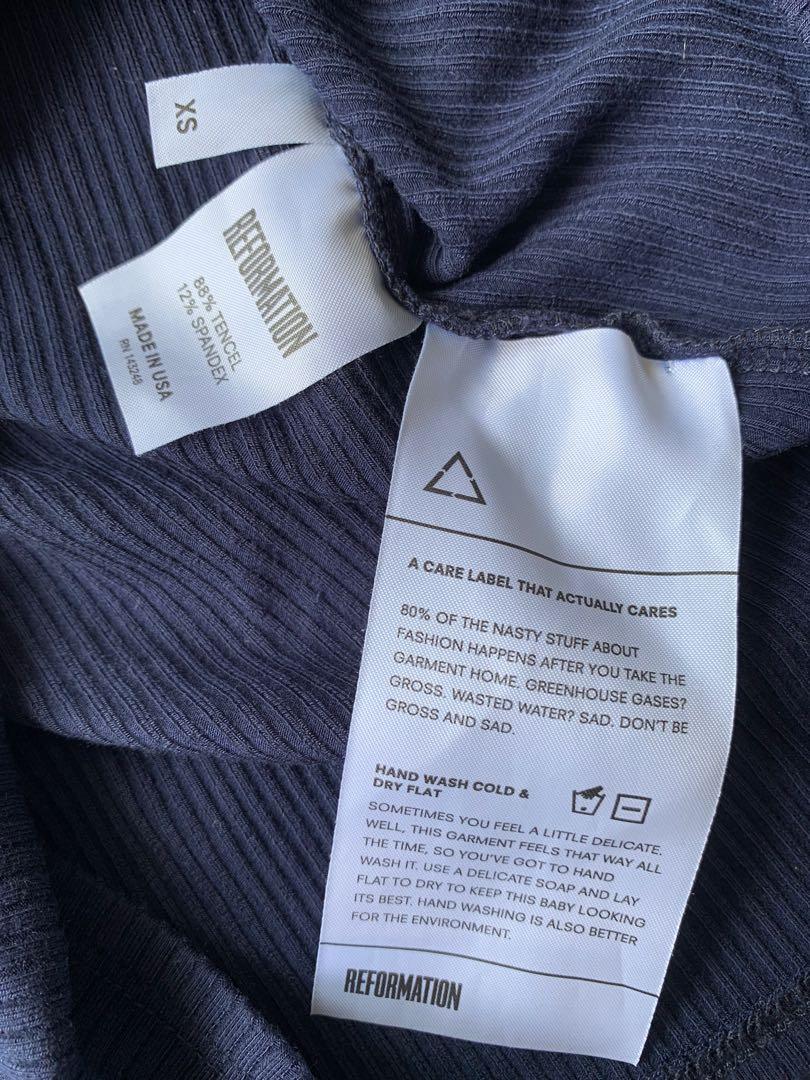 XS
REFORMATION
88% TENCEL
12% SPANDEX
MADE IN USA
RN 143248
A CARE LABEL THAT ACTUALLY CARES
80% OF THE NASTY STUFF ABOUT
FASHION HAPPENS AFTER YOU TAKE THE
GARMENT HOME. GREENHOUSE GASES?
GROSS. WASTED WATER? SAD. DON'T BE
GROSS AND SAD.
HAND WASH COLD &
DRY FLAT
SOMETIMES YOU FEEL A LITTLE DELICATE.
WELL, THIS GARMENT FEELS THAT WAY ALL
THE TIME, SO YOU'VE GOT TO HAND
WASH IT. USE A DELICATE SOAP AND LAY
FLAT TO DRY TO KEEP THIS BABY LOOKING
ITS BEST. HAND WASHING IS ALSO BETTER
FOR THE ENVIRONMENT.
REFORMATION